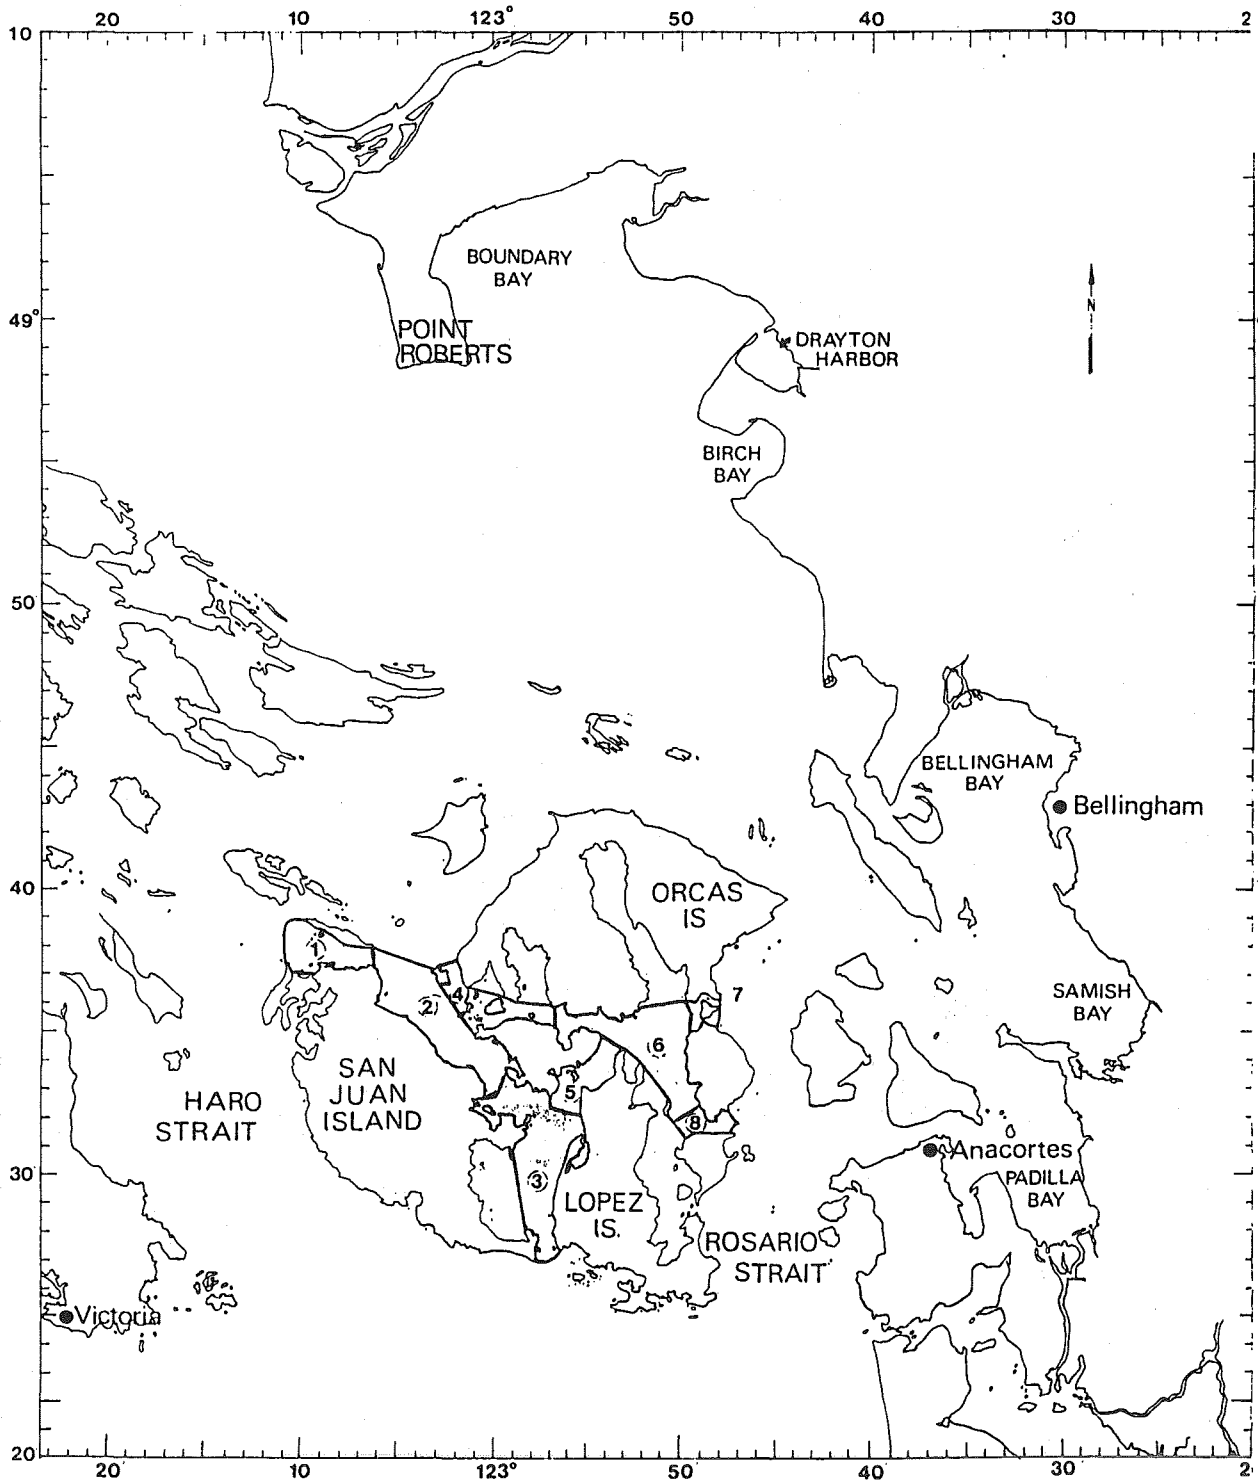 20
10
123°
50
40
30
2
10
BOUNDARY
BAY
N
49°
POINT
ROBERTS
DRAYTON
HARBOR
BIRCH
BAY
50
BELLINGHAM
BAY
Bellingham
40
ORCAS
IS
1
7
SAMISH
BAY
2
4
6
SAN
JUAN
ISLAND
HARO
STRAIT
5
8
30
Anacortes
3
PADILLA
BAY
LOPEZ
IS.
ROSARIO
STRAIT
Victoria
20
20
10
123°
50
40
30
2